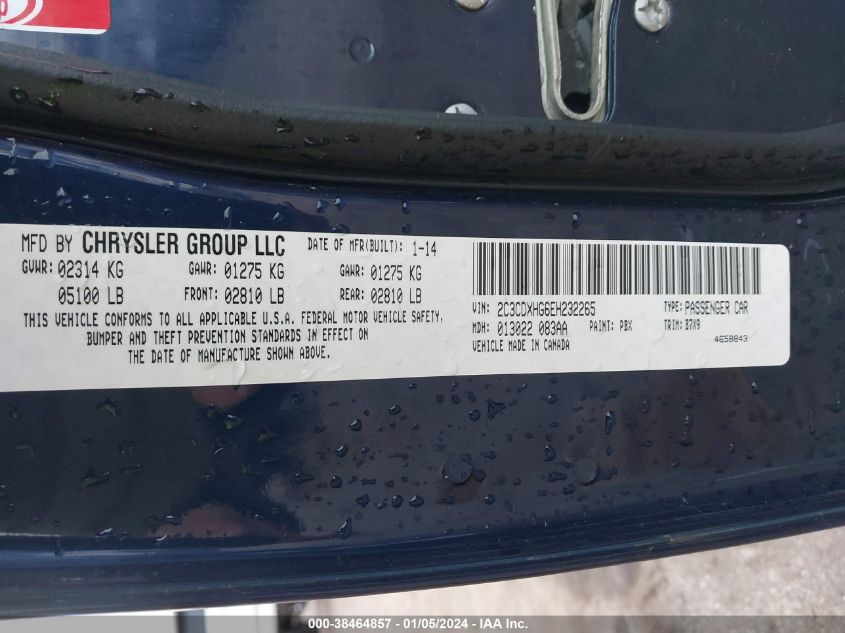 MFD BY CHRYSLER GROUP LLC DATE OF MFR(BUILT): 1-14
GVWR: 02314 KG GAWR: 01275 KG GAWR: 01275 KG
05100 LB FRONT: 02810 LB REAR: 02810 LB
THIS VEHICLE CONFORMS TO ALL APPLICABLE U.S.A. FEDERAL MOTOR VEHICLE SAFETY,
BUMPER AND THEFT PREVENTION STANDARDS IN EFFECT ON
THE DATE OF MANUFACTURE SHOWN ABOVE.
VIN: 2C3CDXHG6EH232265 TYPE: PASSENGER CAR
MDH: 013022 083AA PAINT: PBX TRIM: B7X9
VEHICLE MADE IN CANADA 4658843
000-38464857 - 01/05/2024 - IAA Inc.